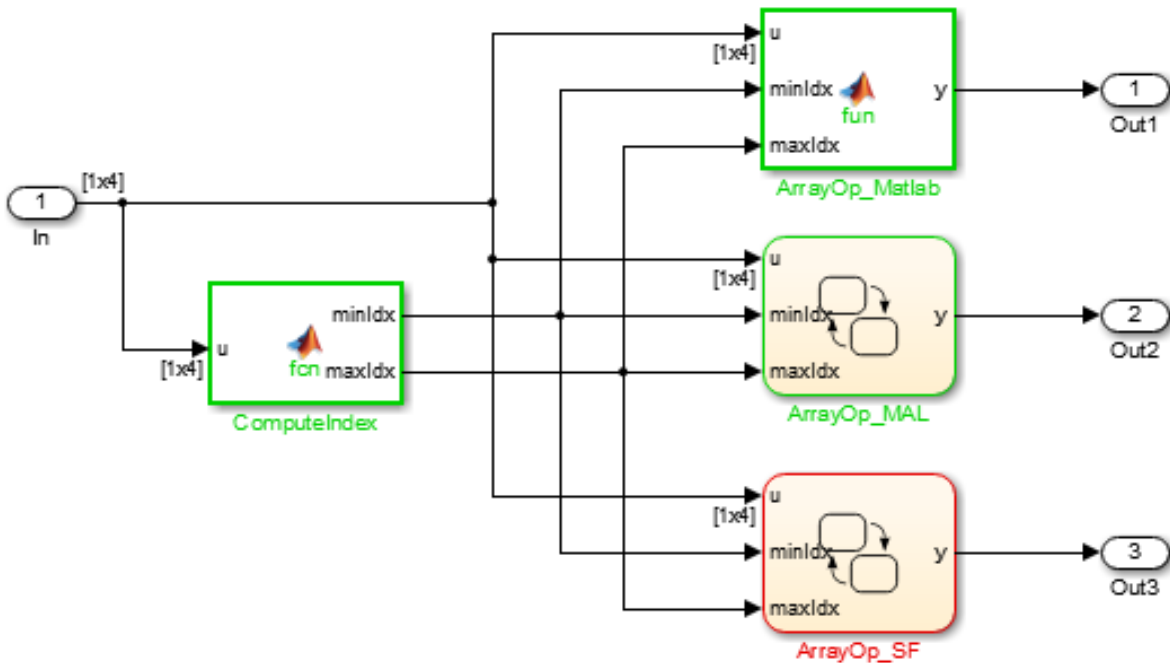 [1x4]
1
In
u
[1x4]
fcn
minIdx
maxIdx
ComputeIndex
u
[1x4]
minIdx
fun
y
maxIdx
ArrayOp_Matlab
1
Out1
u
[1x4]
minIdx
y
maxIdx
ArrayOp_MAL
2
Out2
u
[1x4]
minIdx
y
maxIdx
ArrayOp_SF
3
Out3